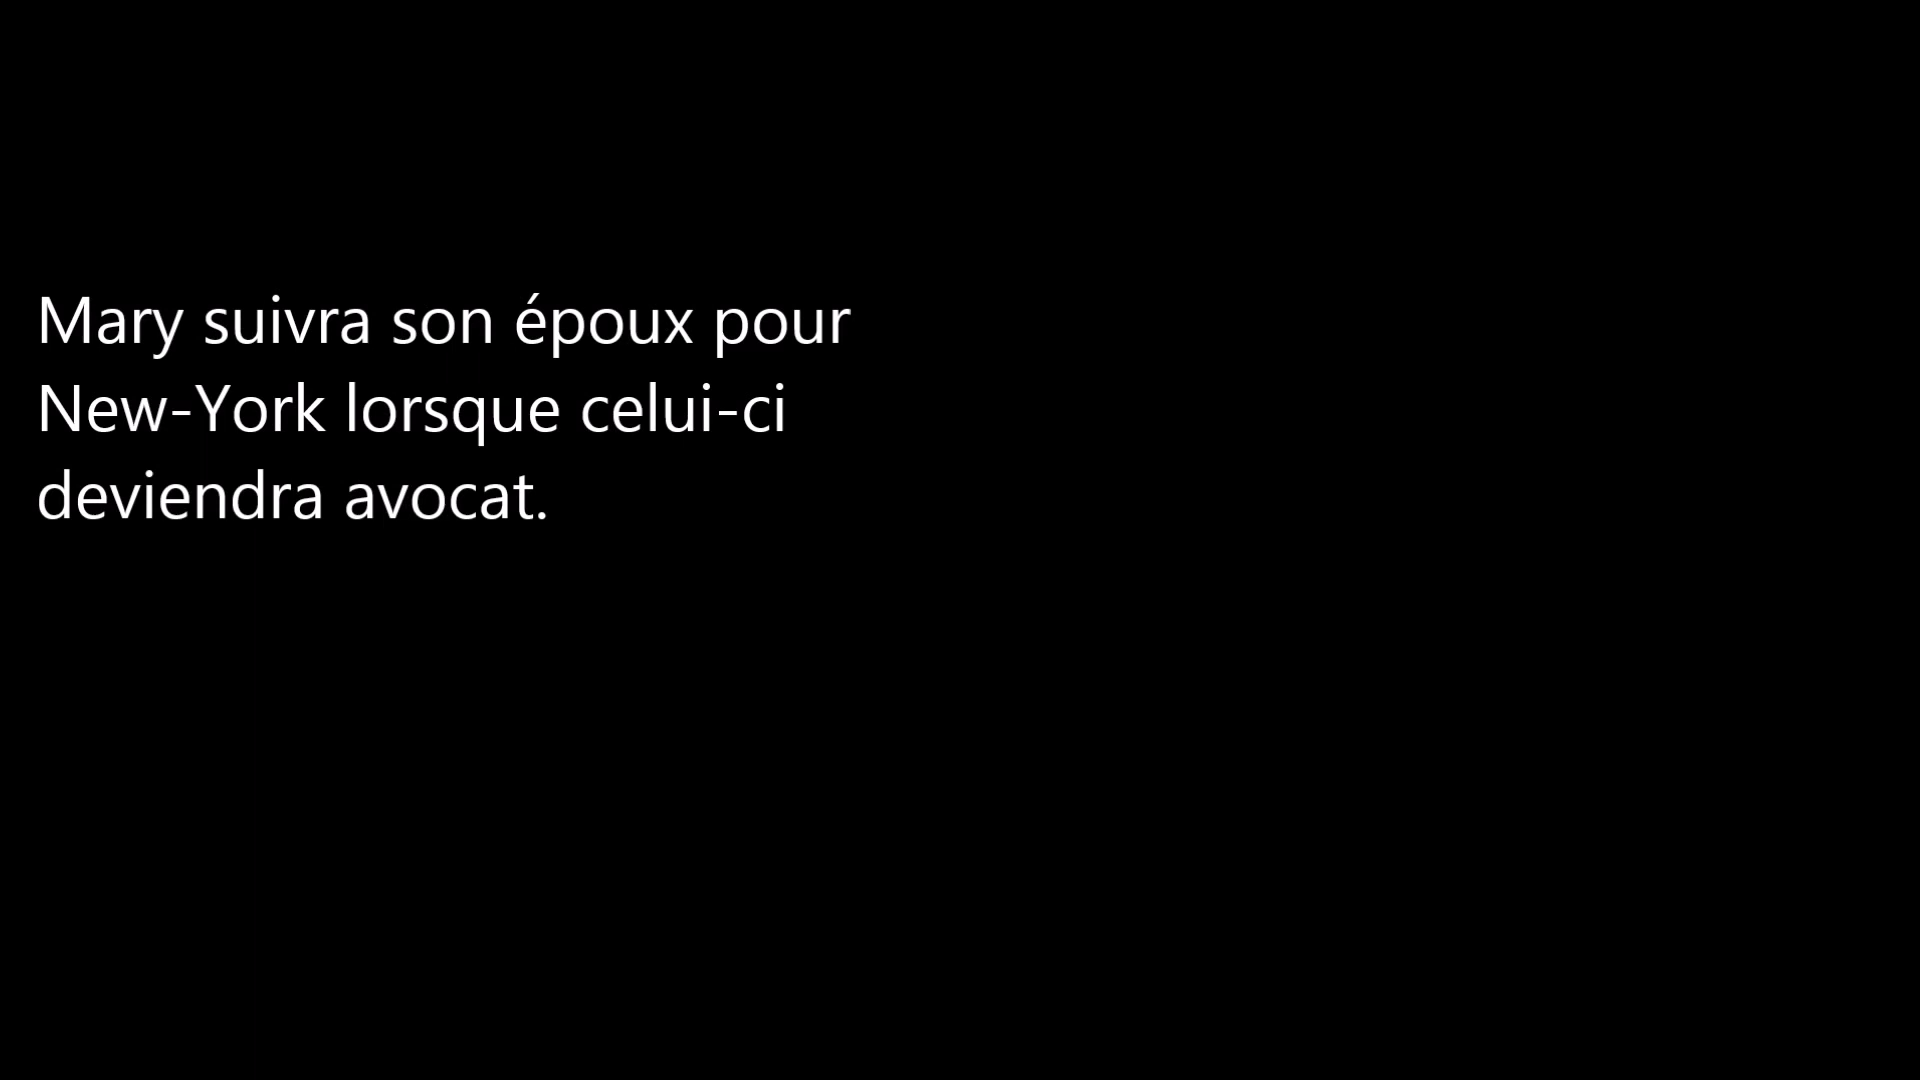 Mary suivra son époux pour
New-York lorsque celui-ci
deviendra avocat.